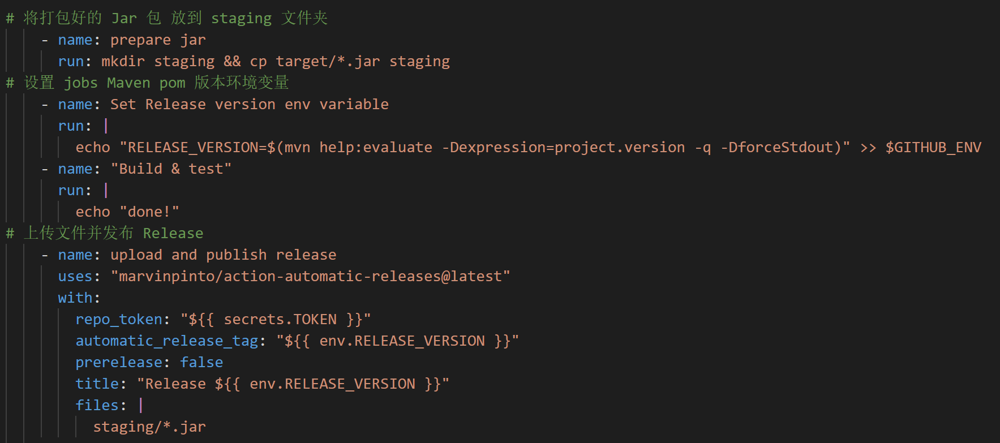 # 将打包好的 Jar 包 放到 staging 文件夹
- name: prepare jar
run: mkdir staging && cp target/*.jar staging
# 设置 jobs Maven pom 版本环境变量
- name: Set Release version env variable
run: |
echo "RELEASE_VERSION=$(mvn help:evaluate -Dexpression=project.version -q -DforceStdout)" >> $GITHUB_ENV
- name: "Build & test"
run: |
echo "done!"
# 上传文件并发布 Release
- name: upload and publish release
uses: "marvinpinto/action-automatic-releases@latest"
with:
repo_token: "${{ secrets.TOKEN }}"
automatic_release_tag: "${{ env.RELEASE_VERSION }}"
prerelease: false
title: "Release ${{ env.RELEASE_VERSION }}"
files: |
staging/*.jar